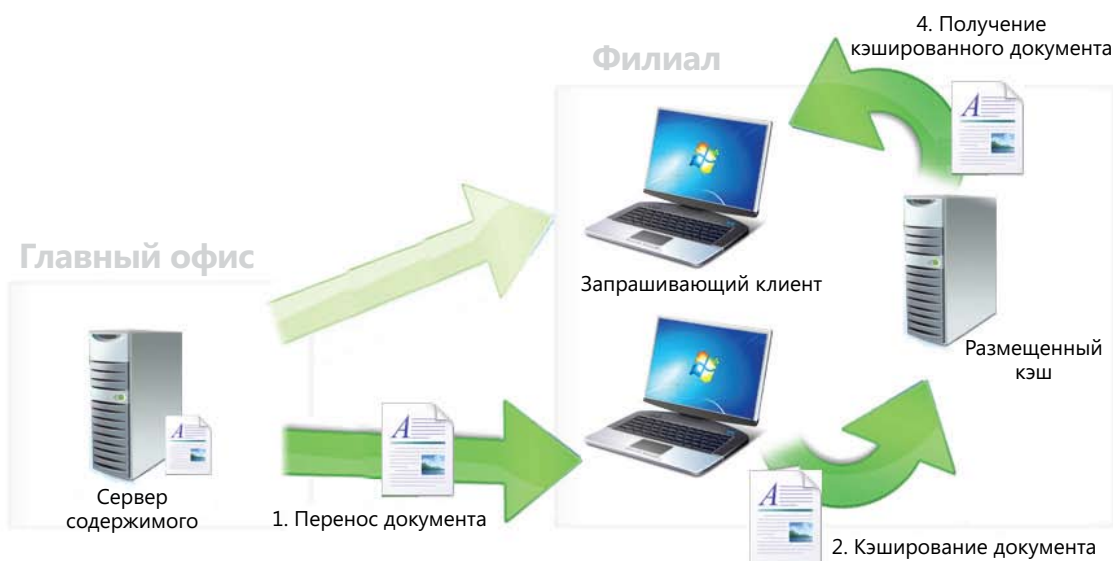 4. Получение
кэшированного документа
Филиал
Главный офис
Запрашивающий клиент
Размещенный
кэш
Сервер
содержимого
1. Перенос документа
2. Кэширование документа